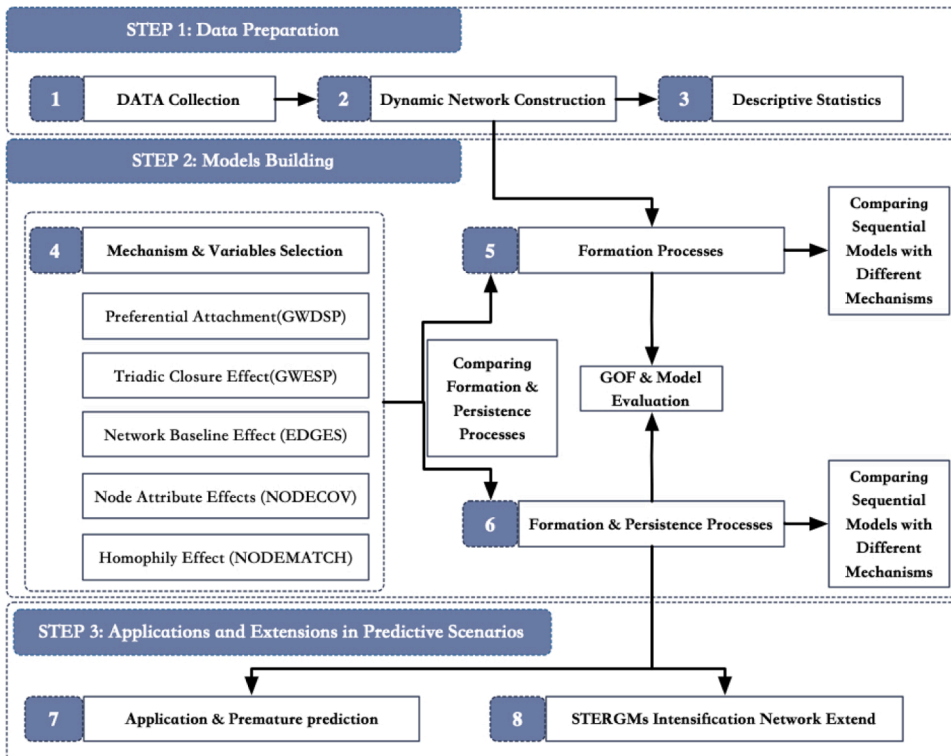 STEP 1: Data Preparation
1
DATA Collection
2
Dynamic Network Construction
3
Descriptive Statistics
STEP 2: Models Building
4
Mechanism & Variables Selection
Preferential Attachment(GWDSP)
Triadic Closure Effect(GWESP)
Network Baseline Effect (EDGES)
Node Attribute Effects (NODECOV)
Homophily Effect (NODEMATCH)
Comparing
Formation &
Persistence
Processes
5
Formation Processes
Comparing
Sequential
Models with
Different
Mechanisms
GOF & Model
Evaluation
6
Formation & Persistence Processes
Comparing
Sequential
Models with
Different
Mechanisms
STEP 3: Applications and Extensions in Predictive Scenarios
7
Application & Premature prediction
8
STERGMs Intensification Network Extend